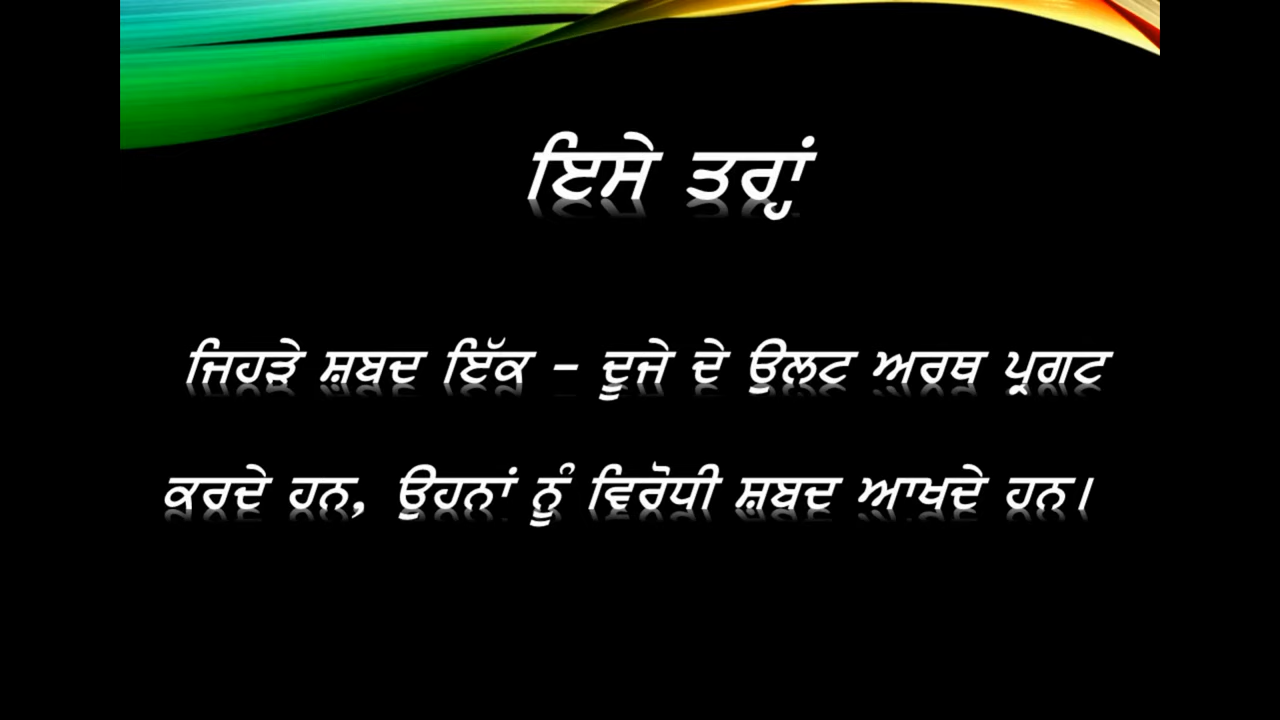 ਇਸੇ ਤਰ੍ਹਾਂ
ਜਿਹੜੇ ਸ਼ਬਦ ਇੱਕ - ਦੂਜੇ ਦੇ ਉਲਟ ਅਰਥ ਪ੍ਰਗਟ
ਕਰਦੇ ਹਨ, ਉਹਨਾਂ ਨੂੰ ਵਿਰੋਧੀ ਸ਼ਬਦ ਆਖਦੇ ਹਨ।